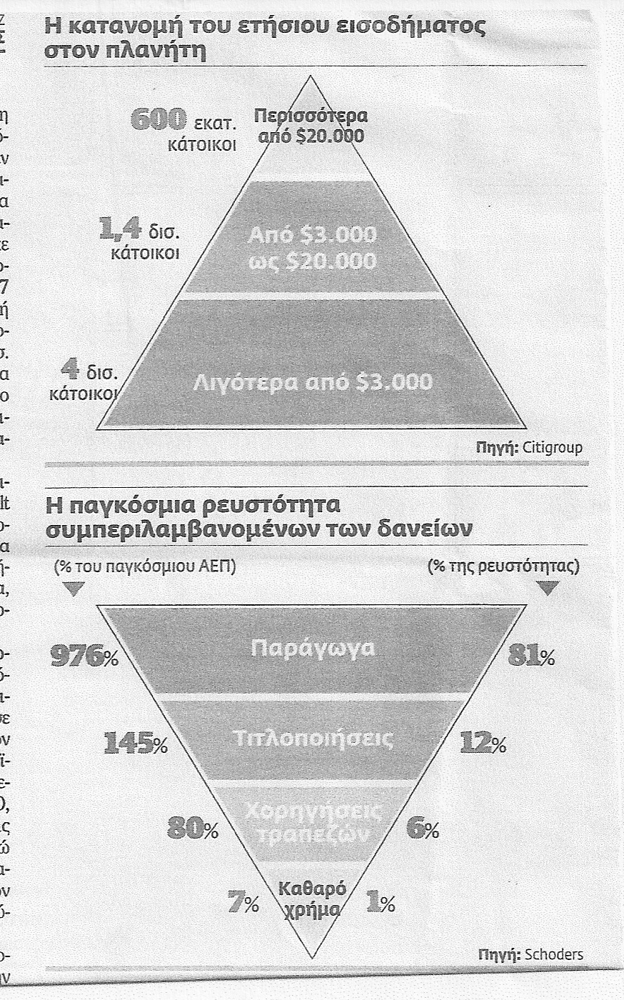 Η κατανομή του ετήσιου εισοδήματος
στον πλανήτη
600 εκατ.
κάτοικοι
Περισσότερα
από $20.000
1,4 δισ.
κάτοικοι
Από $3.000
ως $20.000
4 δισ.
κάτοικοι
Λιγότερα από $3.000
Πηγή: Citigroup
Η παγκόσμια ρευστότητα
συμπεριλαμβανομένων των δανείων
(% του παγκόσμιου ΑΕΠ)
(% της ρευστότητας)
976%
Παράγωγα
81%
145%
Τιτλοποιήσεις
12%
80%
Χορηγήσεις
τραπεζών
6%
7%
Καθαρό
χρήμα
1%
Πηγή: Schoders